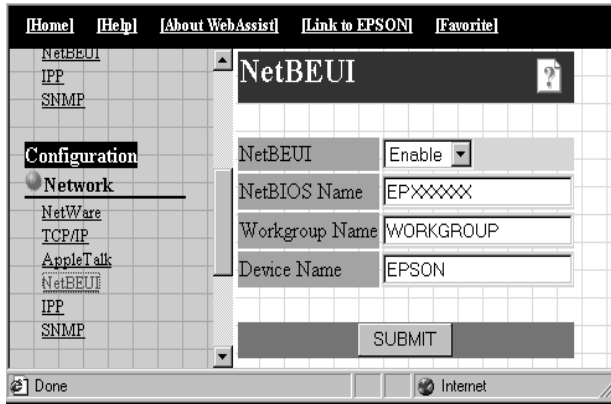 [Home] [Help] [About WebAssist] [Link to EPSON] [Favorite]
NetBEUI
IPP
SNMP
Configuration
Network
NetWare
TCP/IP
AppleTalk
NetBEUI
IPP
SNMP
NetBEUI
?
NetBEUI Enable
NetBIOS Name EPXXXXXX
Workgroup Name WORKGROUP
Device Name EPSON
SUBMIT
Done Internet